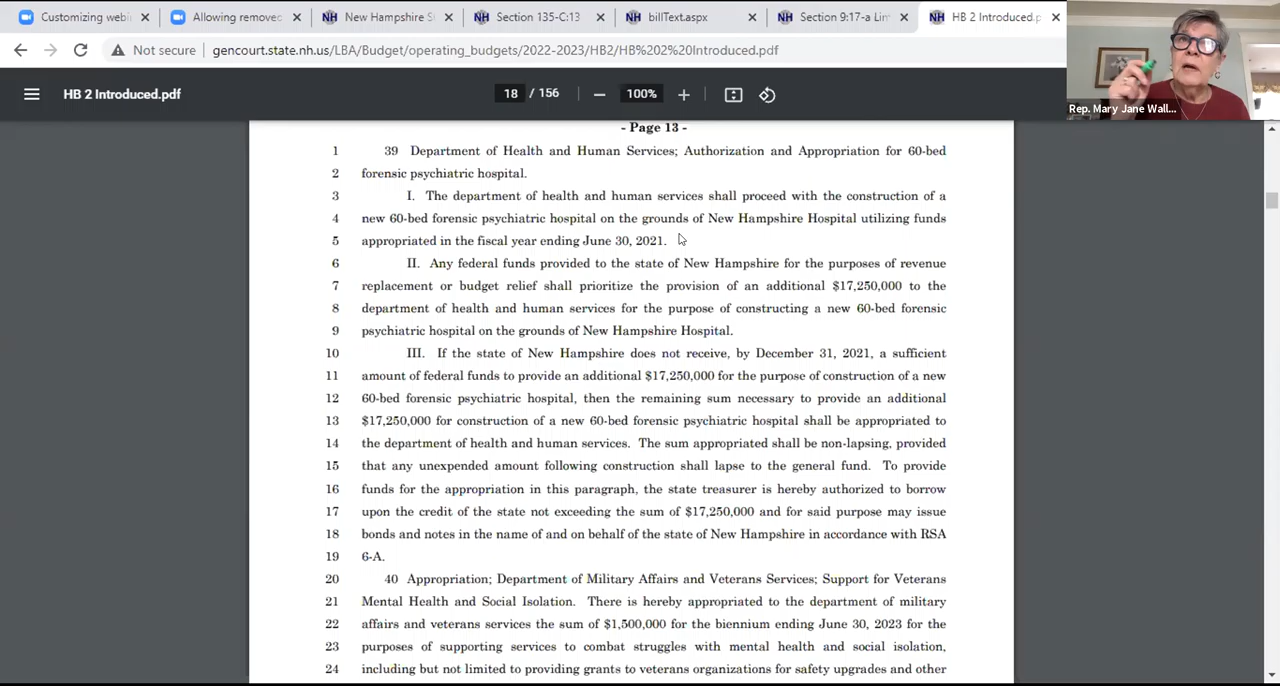 Customizing webi
Allowing removed
New Hampshire S
Section 135-C:13
billText.aspx
Section 9:17-a Lin
HB 2 Introduced.p
Not secure
gencourt.state.nh.us/LBA/Budget/operating_budgets/2022-2023/HB2/HB%202%20Introduced.pdf
Rep. Mary Jane Wall...
HB 2 Introduced.pdf
18 / 156
100%
- Page 13 -
1 39 Department of Health and Human Services; Authorization and Appropriation for 60-bed
2 forensic psychiatric hospital.
3 I. The department of health and human services shall proceed with the construction of a
4 new 60-bed forensic psychiatric hospital on the grounds of New Hampshire Hospital utilizing funds
5 appropriated in the fiscal year ending June 30, 2021.
6 II. Any federal funds provided to the state of New Hampshire for the purposes of revenue
7 replacement or budget relief shall prioritize the provision of an additional $17,250,000 to the
8 department of health and human services for the purpose of constructing a new 60-bed forensic
9 psychiatric hospital on the grounds of New Hampshire Hospital.
10 III. If the state of New Hampshire does not receive, by December 31, 2021, a sufficient
11 amount of federal funds to provide an additional $17,250,000 for the purpose of construction of a new
12 60-bed forensic psychiatric hospital, then the remaining sum necessary to provide an additional
13 $17,250,000 for construction of a new 60-bed forensic psychiatric hospital shall be appropriated to
14 the department of health and human services. The sum appropriated shall be non-lapsing, provided
15 that any unexpended amount following construction shall lapse to the general fund. To provide
16 funds for the appropriation in this paragraph, the state treasurer is hereby authorized to borrow
17 upon the credit of the state not exceeding the sum of $17,250,000 and for said purpose may issue
18 bonds and notes in the name of and on behalf of the state of New Hampshire in accordance with RSA
19 6-A.
20 40 Appropriation; Department of Military Affairs and Veterans Services; Support for Veterans
21 Mental Health and Social Isolation. There is hereby appropriated to the department of military
22 affairs and veterans services the sum of $1,500,000 for the biennium ending June 30, 2023 for the
23 purposes of supporting services to combat struggles with mental health and social isolation,
24 including but not limited to providing grants to veterans organizations for safety upgrades and other